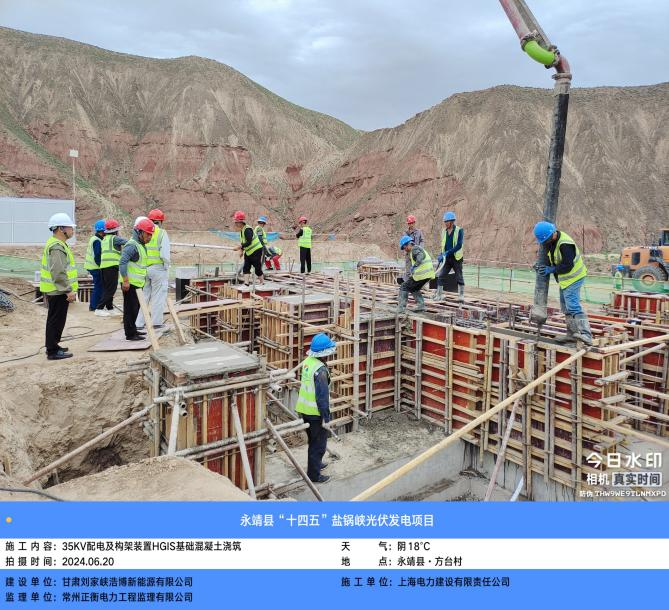 今日水印
相机 真实时间
防伪 THW9WE9TLNMXPD
永靖县“十四五”盐锅峡光伏发电项目
施工内容：35KV配电及构架装置HGIS基础混凝土浇筑
天 气：阴18℃
拍摄时间：2024.06.20
地 点：永靖县·方台村
建设单位：甘肃刘家峡浩博新能源有限公司
施工单位：上海电力建设有限责任公司
监理单位：常州正衡电力工程监理有限公司